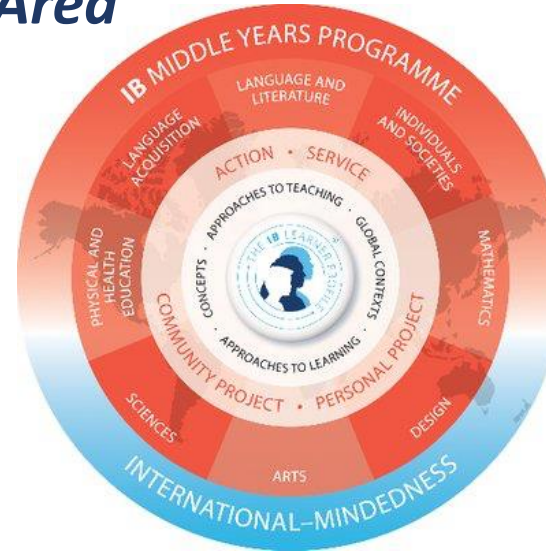 Area
IB MIDDLE YEARS PROGRAMME
LANGUAGE AND
LITERATURE
INDIVIDUALS
AND SOCIETIES
MATHEMATICS
DESIGN
ARTS
SCIENCES
PHYSICAL AND
HEALTH
EDUCATION
LANGUAGE
ACQUISITION
ACTION • SERVICE
COMMUNITY PROJECT • PERSONAL PROJECT
APPROACHES TO TEACHING •
GLOBAL CONTEXTS •
APPROACHES TO LEARNING •
CONCEPTS •
THE IB LEARNER PROFILE
INTERNATIONAL–MINDEDNESS